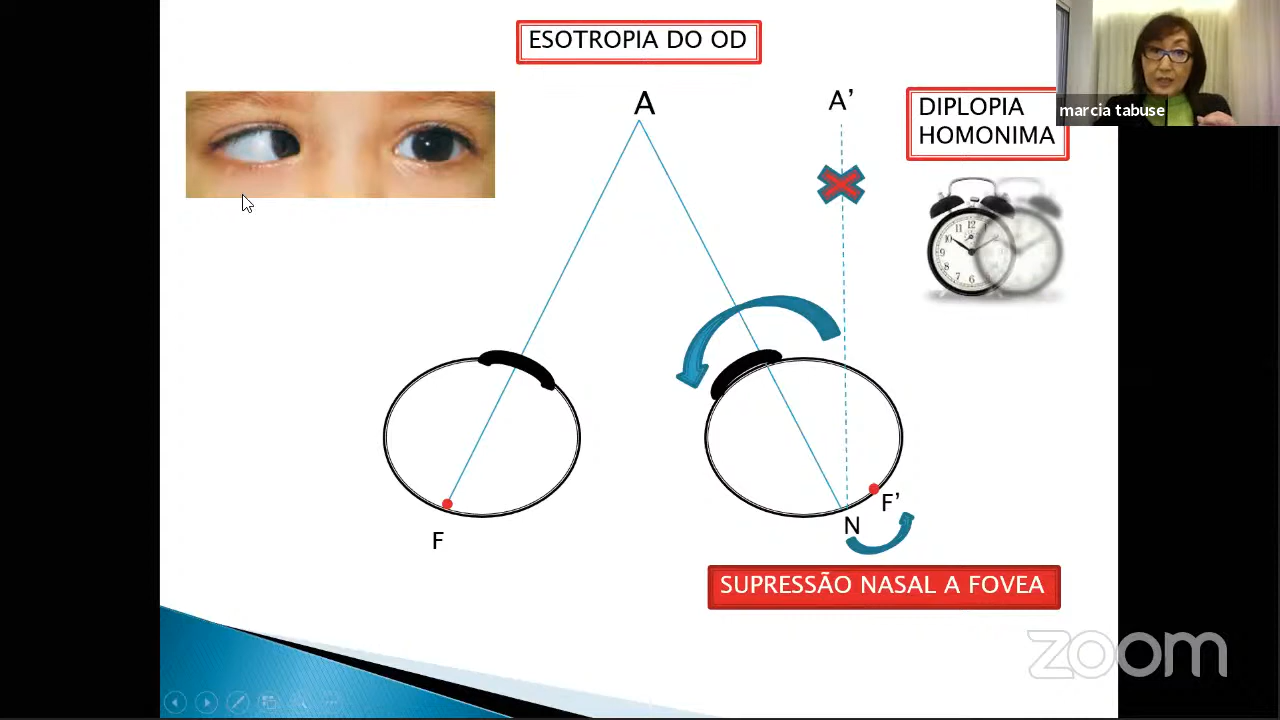 ESOTROPIA DO OD
A
A’
DIPLOPIA
HOMONIMA
marcia tabuse
F
F’
N
SUPRESSÃO NASAL A FOVEA
zoom